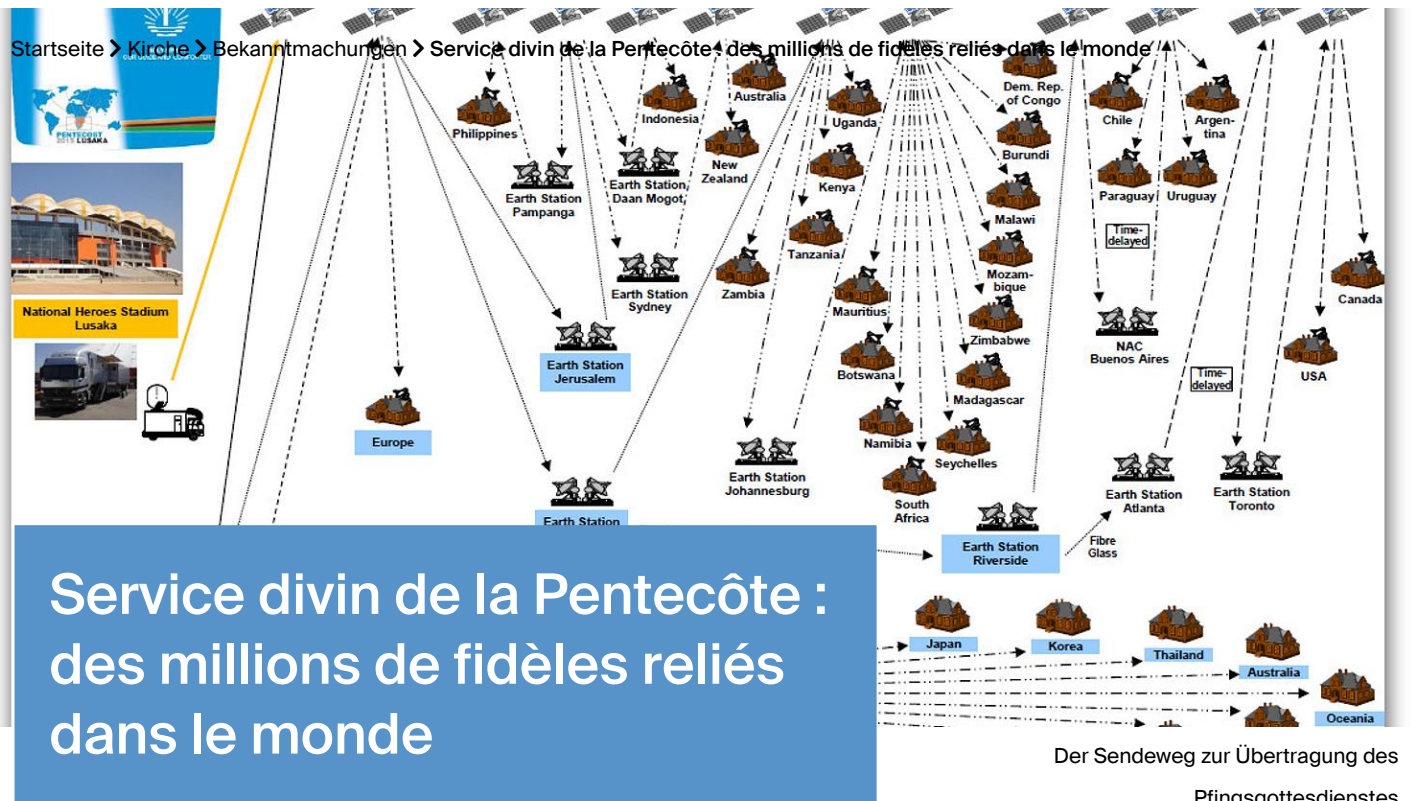 Startseite > Kirche > Bekanntmachungen > Service divin de la Pentecôte : des millions de fidèles reliés dans le monde
PENTECOST
2015 LUSAKA
National Heroes Stadium
Lusaka
Philippines
Indonesia
Australia
New
Zealand
Earth Station
Pampanga
Earth Station
Daan Mogot
Earth Station
Sydney
Earth Station
Jerusalem
Europe
Earth Station
Uganda
Kenya
Tanzania
Zambia
Mauritius
Botswana
Namibia
Earth Station
Johannesburg
South
Africa
Seychelles
Madagascar
Zimbabwe
Mozam-
bique
Malawi
Burundi
Dem. Rep.
of Congo
Chile
Argen-
tina
Paraguay
Uruguay
Time-
delayed
NAC
Buenos Aires
Time-
delayed
Canada
USA
Earth Station
Atlanta
Earth Station
Toronto
Earth Station
Riverside
Fibre
Glass
Japan
Korea
Thailand
Australia
Oceania
Service divin de la Pentecôte :
des millions de fidèles reliés
dans le monde
Der Sendeweg zur Übertragung des
Pfingsgottesdienstes